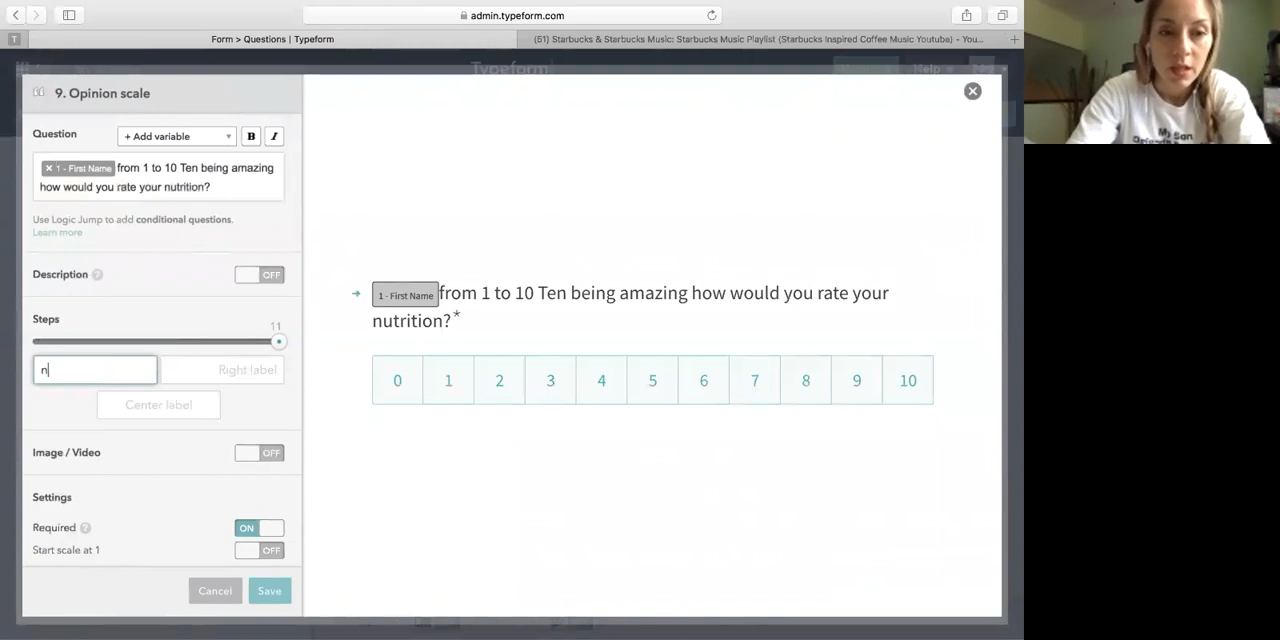 admin.typeform.com
T
Form > Questions | Typeform
(51) Starbucks & Starbucks Music: Starbucks Music Playlist (Starbucks Inspired Coffee Music Youtube) - You...
Typeform
Help
9. Opinion scale
Question
+ Add variable
B
I
1 - First Name from 1 to 10 Ten being amazing
how would you rate your nutrition?
Use Logic Jump to add conditional questions.
Learn more
Description ?
OFF
Steps
11
n
Right label
Center label
Image / Video
OFF
Settings
Required ?
ON
Start scale at 1
OFF
Cancel
Save
1 - First Name from 1 to 10 Ten being amazing how would you rate your
nutrition?*
0 1 2 3 4 5 6 7 8 9 10
My Son